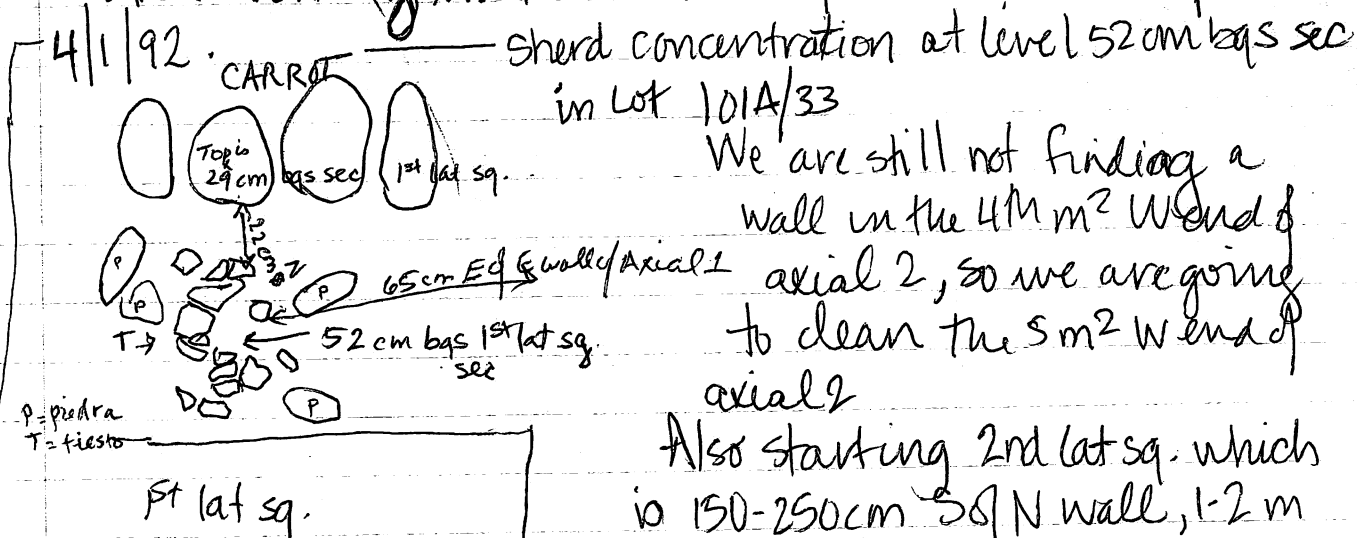 4/1/92. Sherd concentration at level 52 cm bqs sec
CARROT
in Lot 101A/33
We are still not finding a
wall in the 4th m² W end of
axial 2, so we are going
to clean the 5 m² W end of
axial 2
Also starting 2nd lat sq. which
is 150-250cm S of N wall, 1-2 m
Top is
29 cm bqs sec
1st lat sq.
22cm
P
P
P
65cm E of E wall of Axial 1
T →
52 cm bqs 1st lat sq.
sec
P
P = piedra
T = tiesto
1st lat sq.